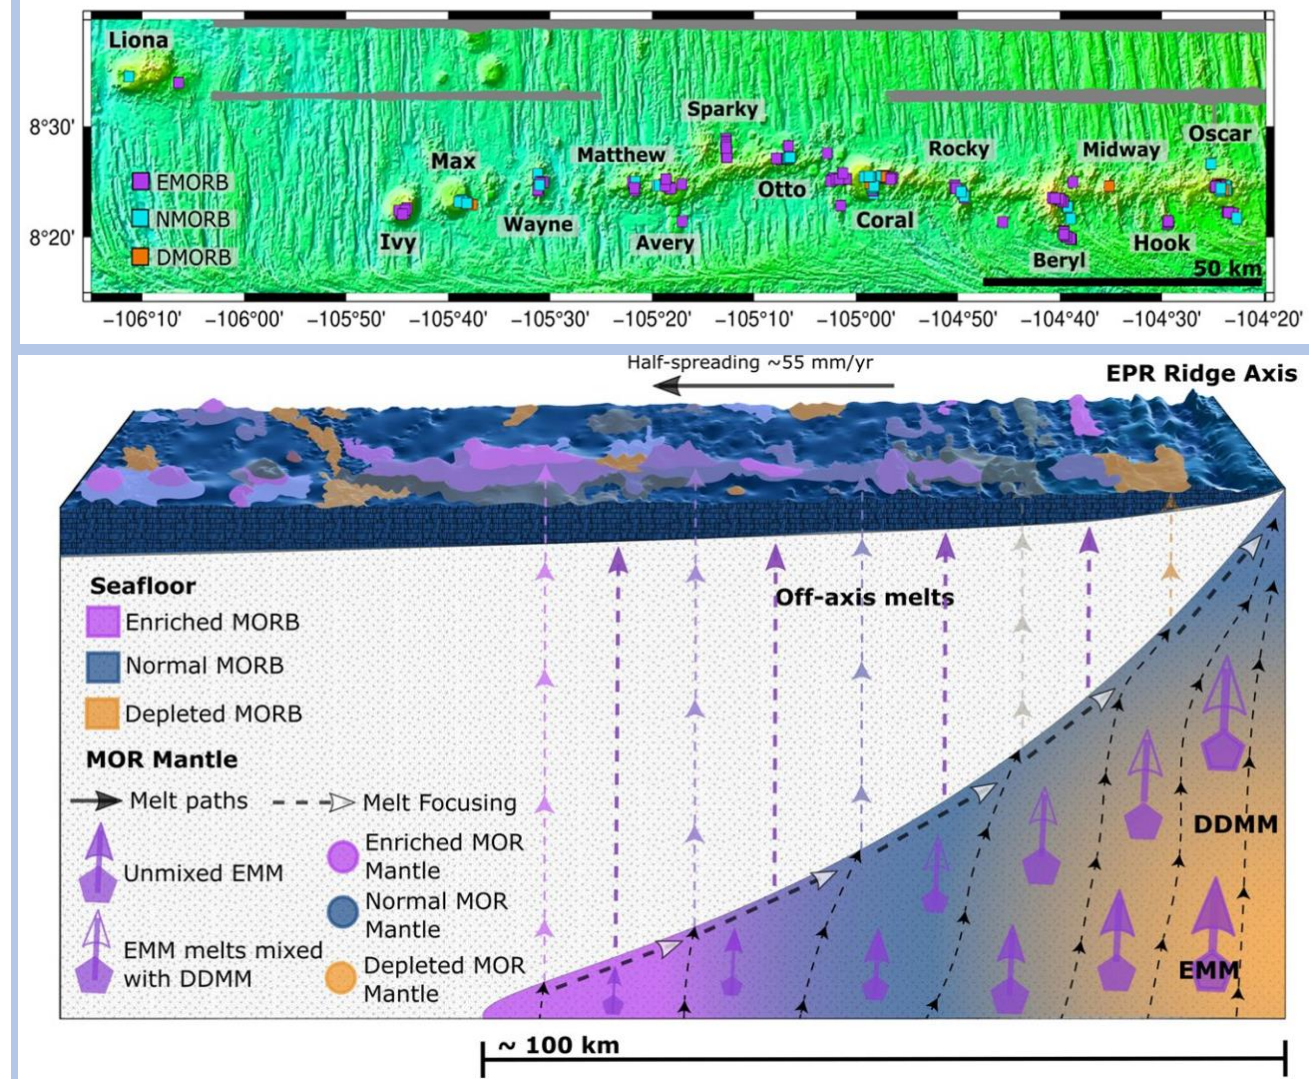 Liona
Sparky
8°30'
Oscar
Max
Matthew
Rocky
Midway
EMORB
Otto
NMORB
Wayne
Coral
8°20'
Ivy
Avery
Hook
DMORB
Beryl
50 km
−106°10' −106°00' −105°50' −105°40' −105°30' −105°20' −105°10' −105°00' −104°50' −104°40' −104°30' −104°20'
Half-spreading ~55 mm/yr
EPR Ridge Axis
Seafloor
Off-axis melts
Enriched MORB
Normal MORB
Depleted MORB
MOR Mantle
Melt paths
Melt Focusing
Unmixed EMM
Enriched MOR
Mantle
Normal MOR
Mantle
EMM melts mixed
with DDMM
Depleted MOR
Mantle
DDMM
EMM
~ 100 km